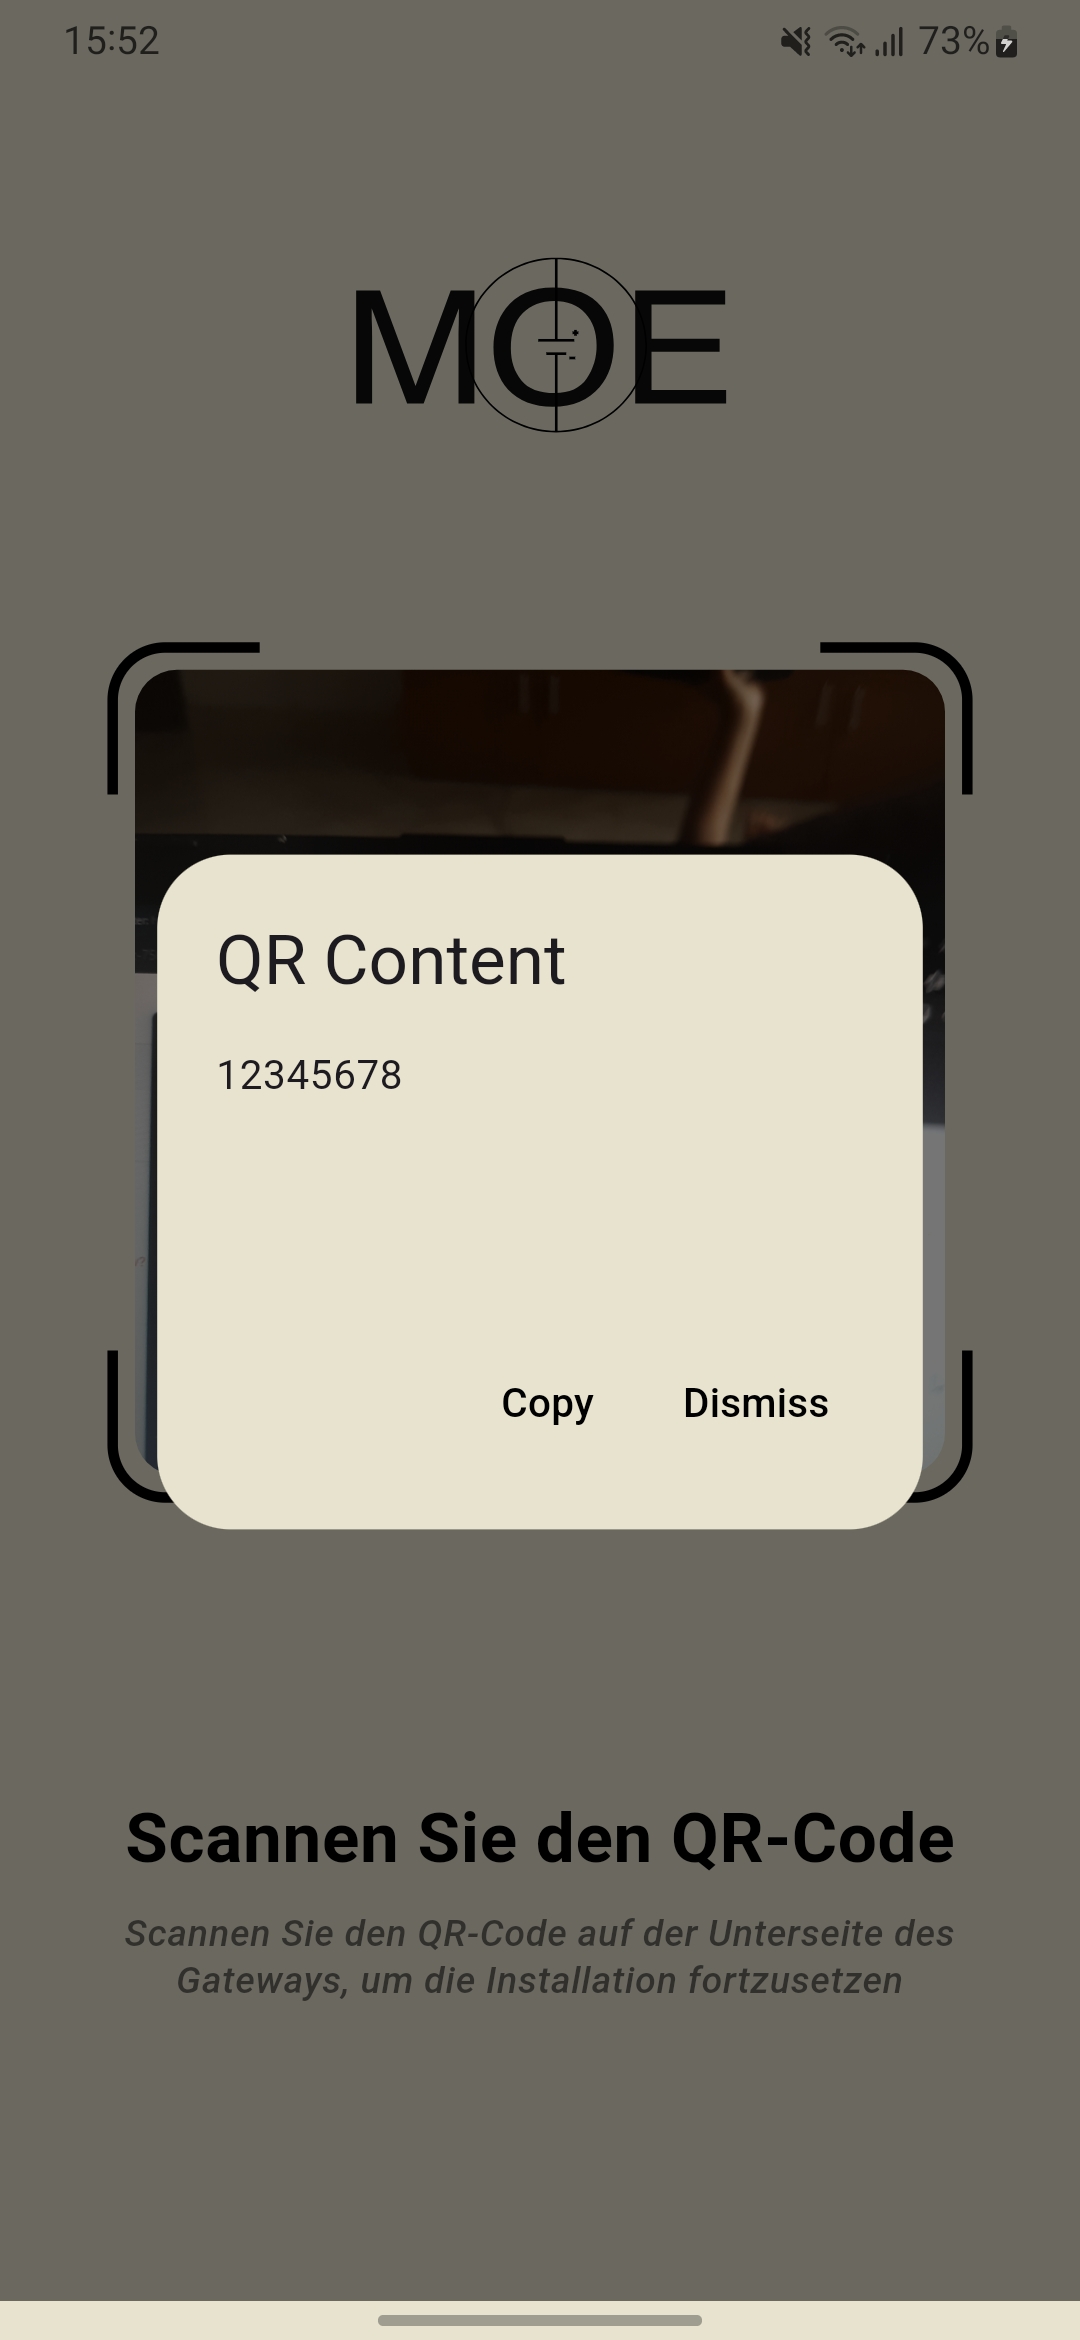 15:52
73%
MOE
QR Content
12345678
Copy Dismiss
Scannen Sie den QR-Code
Scannen Sie den QR-Code auf der Unterseite des
Gateways, um die Installation fortzusetzen